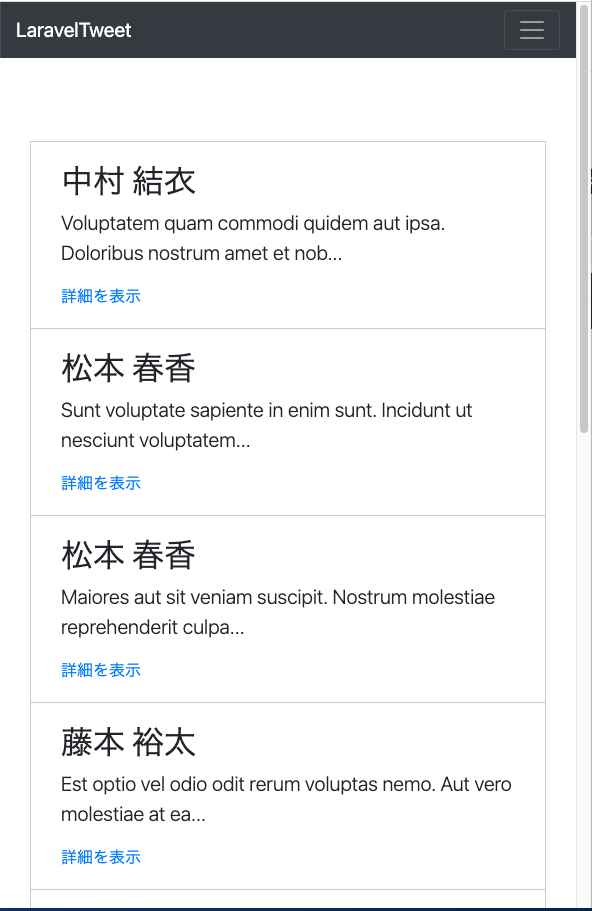 LaravelTweet
中村 結衣
Voluptatem quam commodi quidem aut ipsa.
Doloribus nostrum amet et nob...
詳細を表示
松本 春香
Sunt voluptate sapiente in enim sunt. Incidunt ut
nesciunt voluptatem...
詳細を表示
松本 春香
Maiores aut sit veniam suscipit. Nostrum molestiae
reprehenderit culpa...
詳細を表示
藤本 裕太
Est optio vel odio odit rerum voluptas nemo. Aut vero
molestiae at ea...
詳細を表示